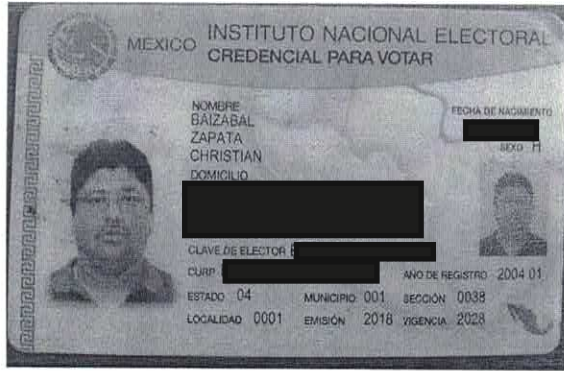 MEXICO INSTITUTO NACIONAL ELECTORAL
CREDENCIAL PARA VOTAR
NOMBRE
BAIZABAL
ZAPATA
CHRISTIAN
FECHA DE NACIMIENTO
SEXO H
DOMICILIO
CLAVE DE ELECTOR
CURP
AÑO DE REGISTRO 2004 01
ESTADO 04 MUNICIPIO 001 SECCIÓN 0038
LOCALIDAD 0001 EMISIÓN 2018 VIGENCIA 2028